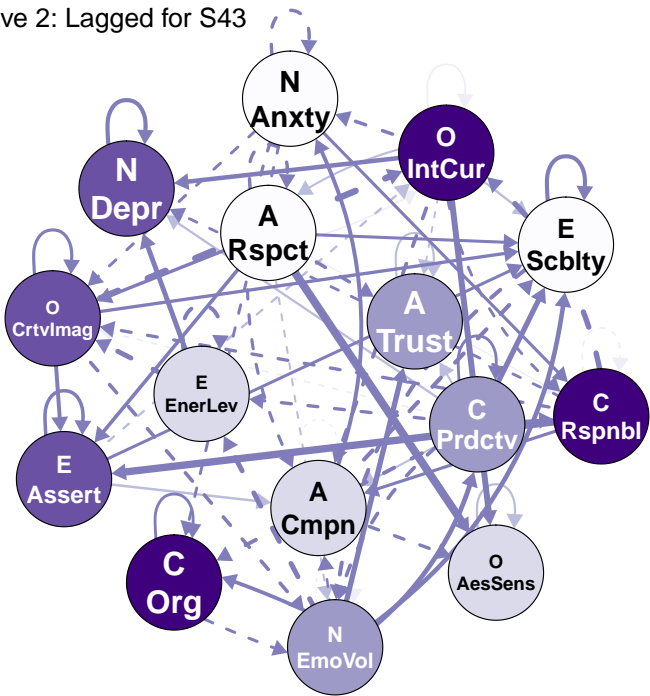 ve 2: Lagged for S43
N
Anxty
O
IntCur
N
Depr
A
Rspct
E
Scblty
O
CrtvImag
A
Trust
E
EnerLev
C
Prdctv
C
Rspnbl
E
Assert
A
Cmpn
O
AesSens
C
Org
N
EmoVol